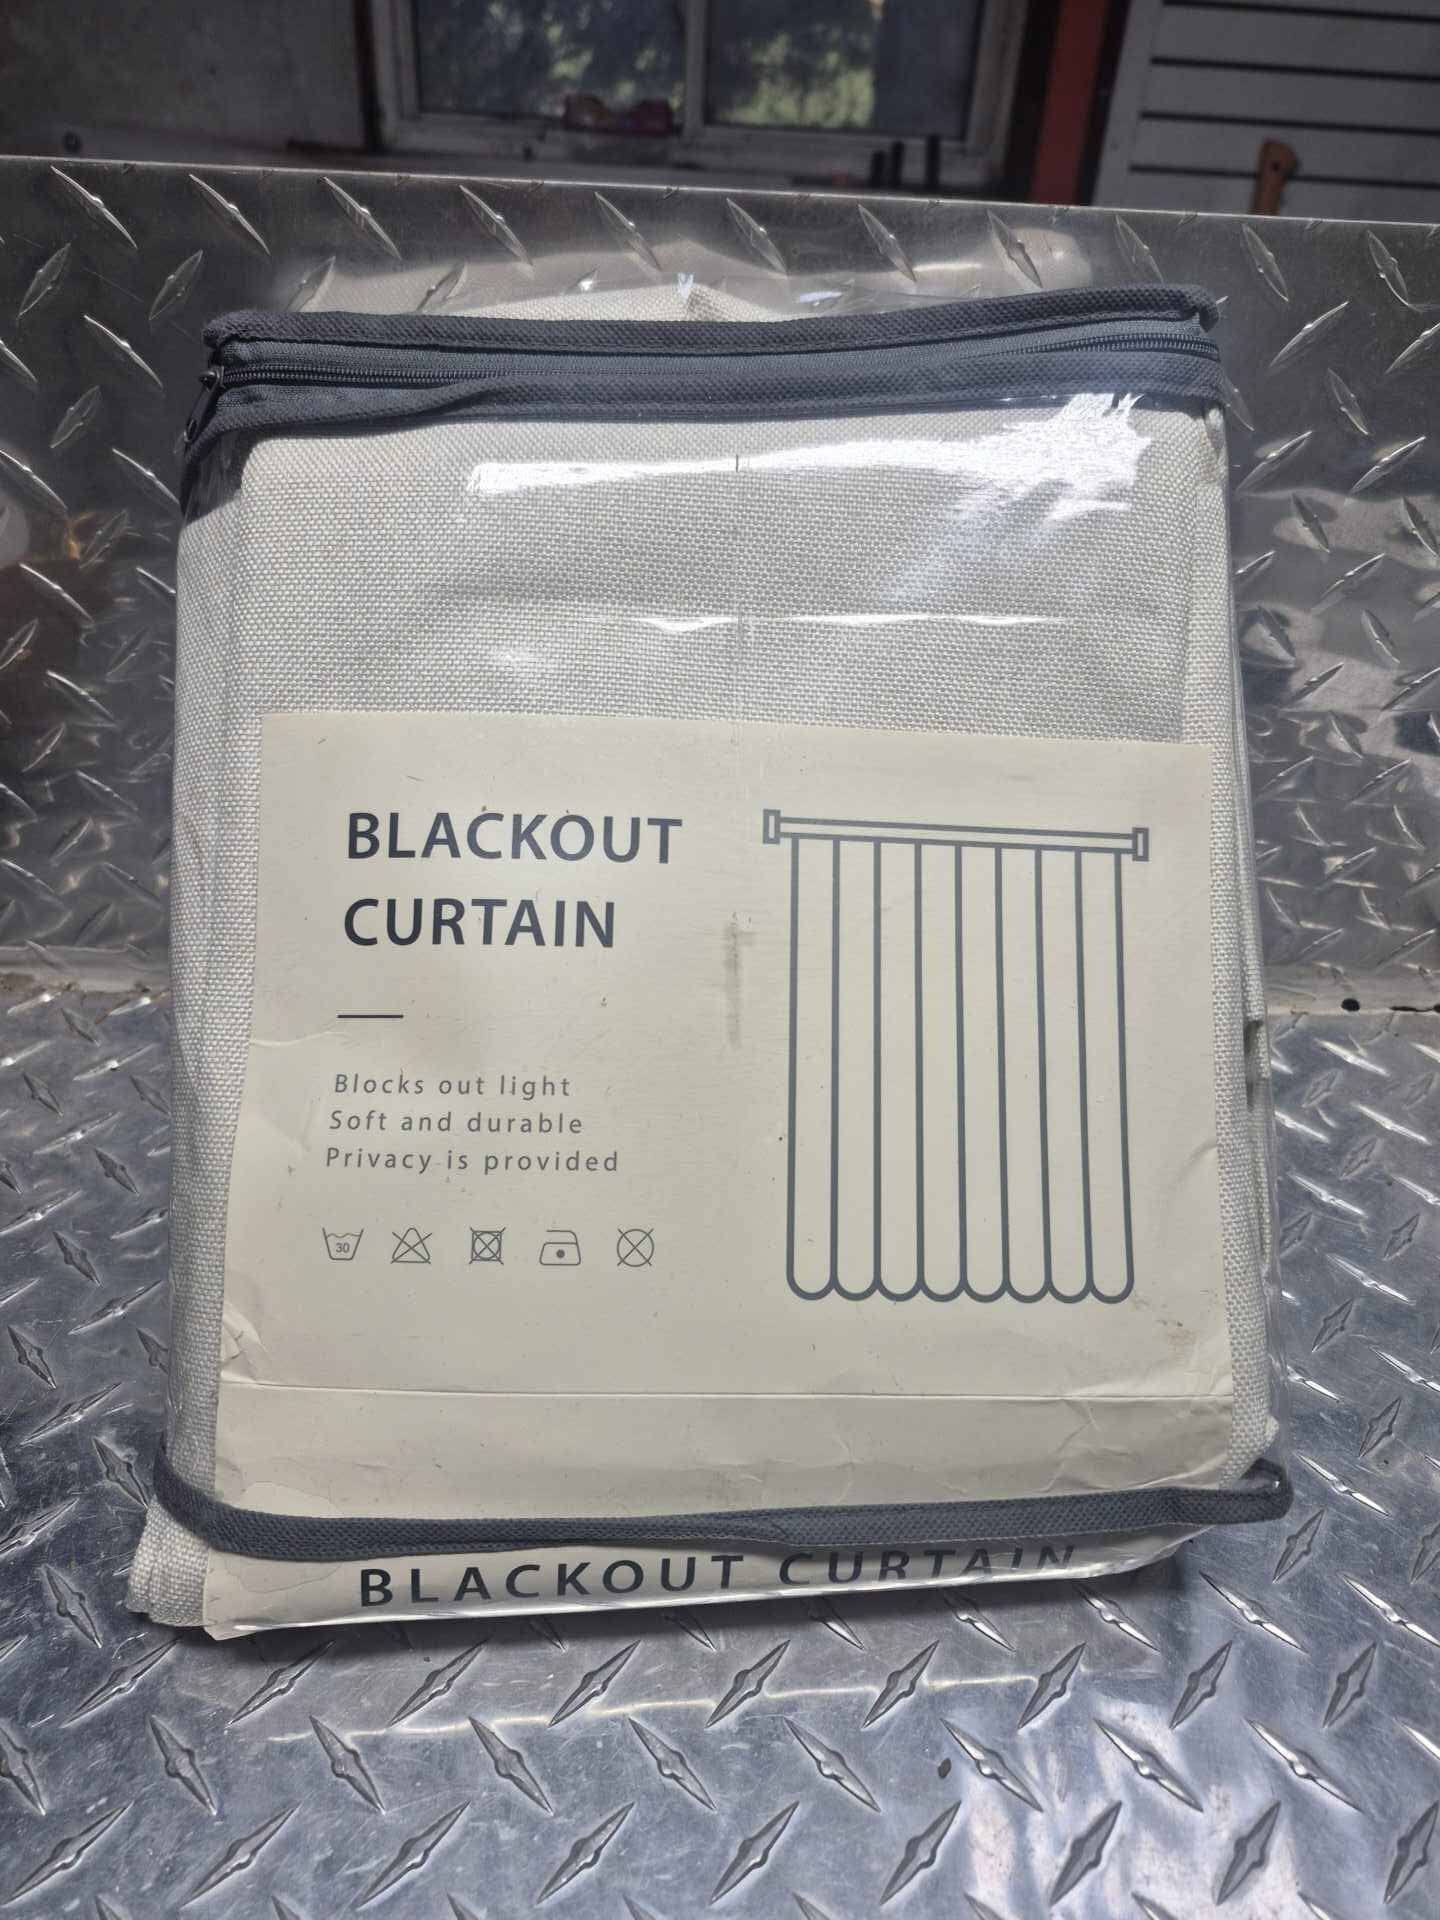 BLACKOUT
CURTAIN
Blocks out light
Soft and durable
Privacy is provided
30
BLACKOUT CURTAIN